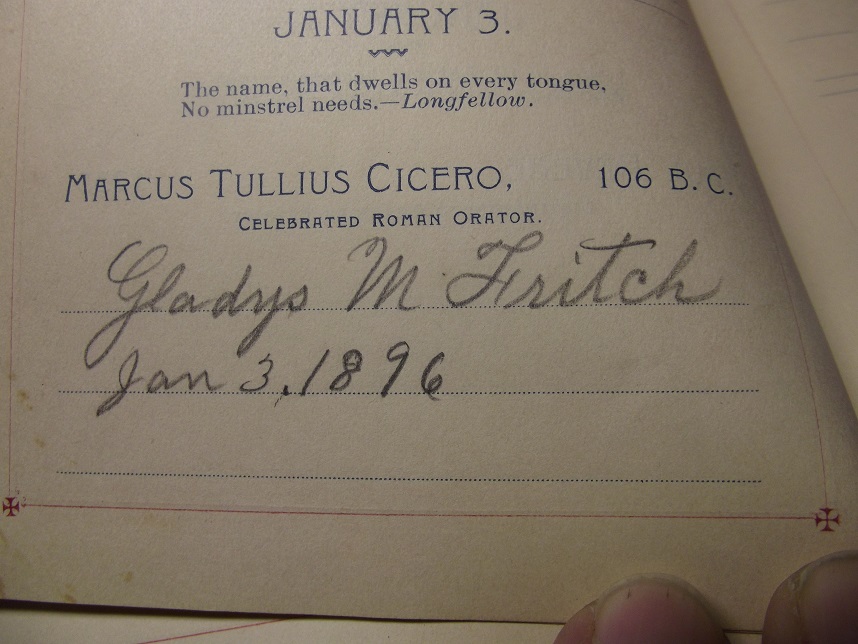 JANUARY 3.
The name, that dwells on every tongue,
No minstrel needs.—Longfellow.
MARCUS TULLIUS CICERO, 106 B. C.
CELEBRATED ROMAN ORATOR.
Gladys M Fritch
Jan 3, 1896